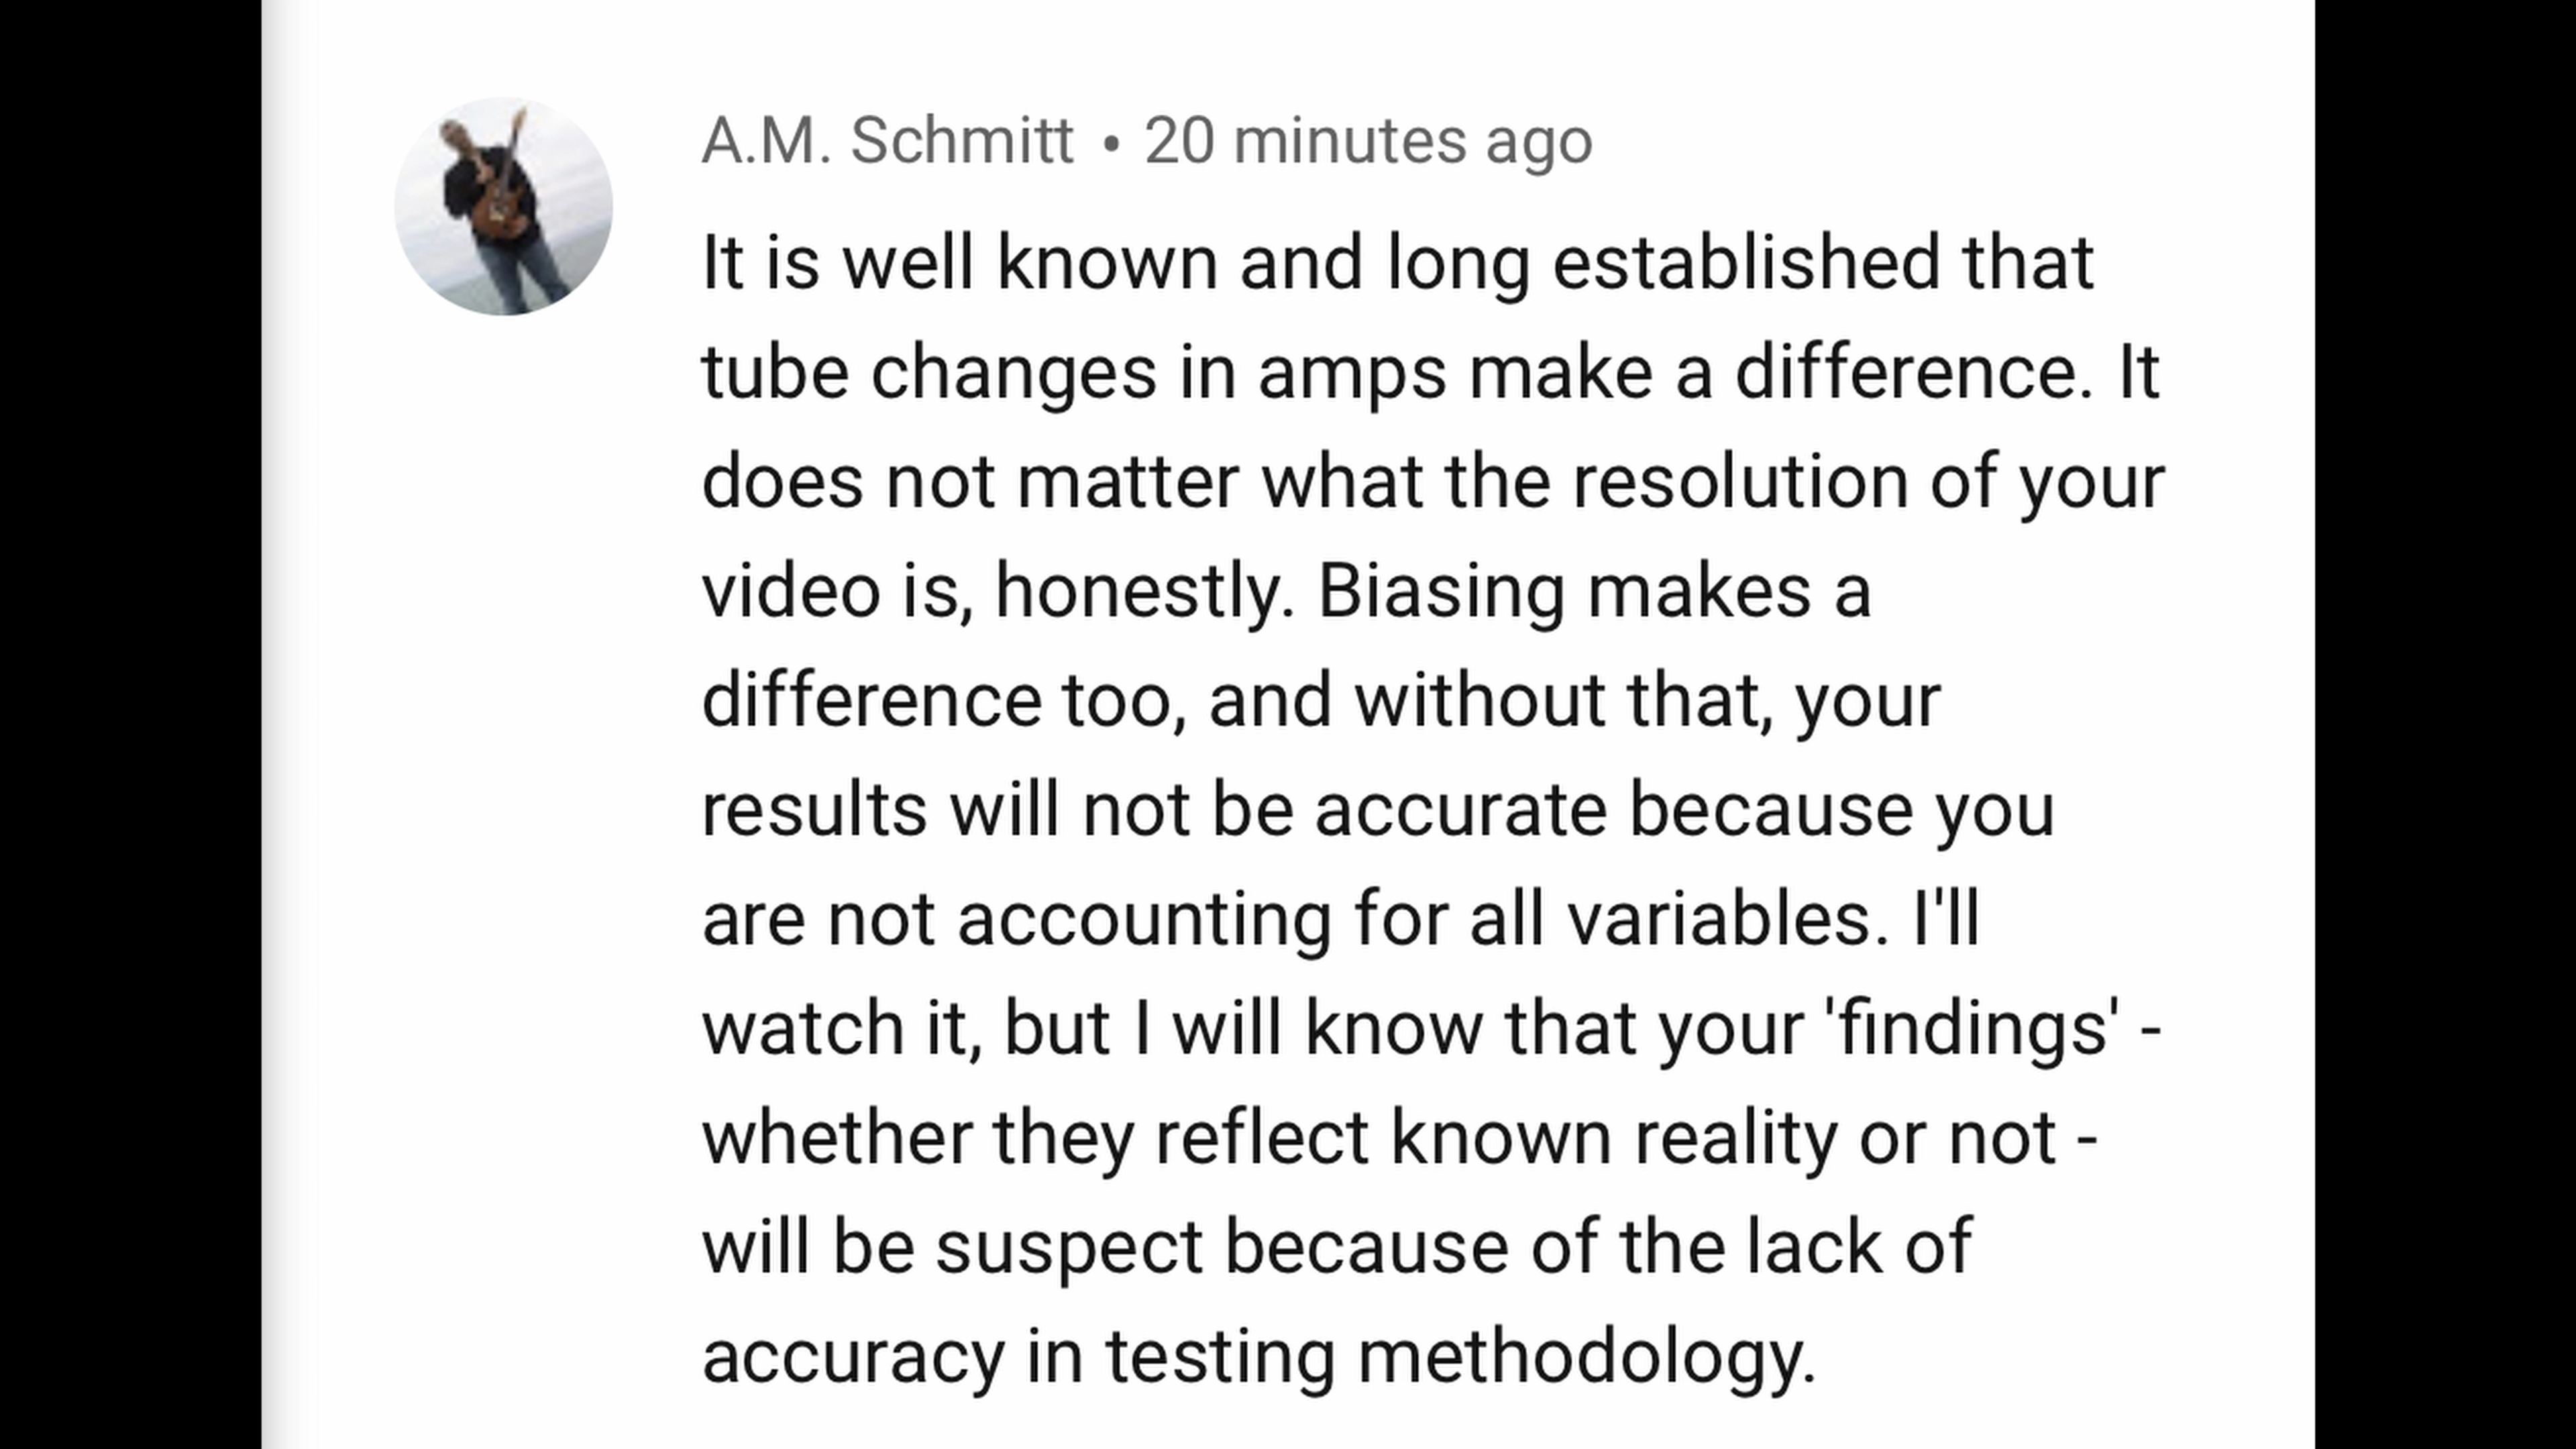 A.M. Schmitt • 20 minutes ago
It is well known and long established that
tube changes in amps make a difference. It
does not matter what the resolution of your
video is, honestly. Biasing makes a
difference too, and without that, your
results will not be accurate because you
are not accounting for all variables. I'll
watch it, but I will know that your 'findings' -
whether they reflect known reality or not -
will be suspect because of the lack of
accuracy in testing methodology.